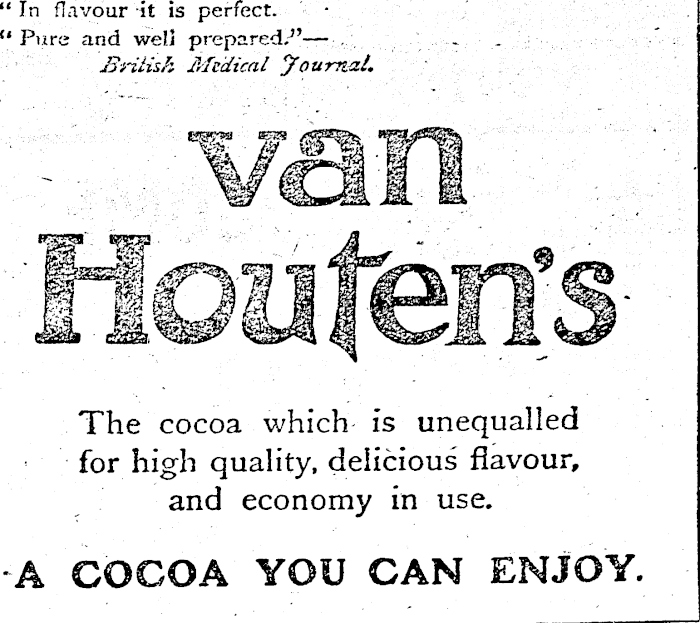 “ In flavour it is perfect.
“ Pure and well prepared.”—
British Medical Journal.
van
Houten's
The cocoa which is unequalled
for high quality, delicious flavour,
and economy in use.
A COCOA YOU CAN ENJOY.